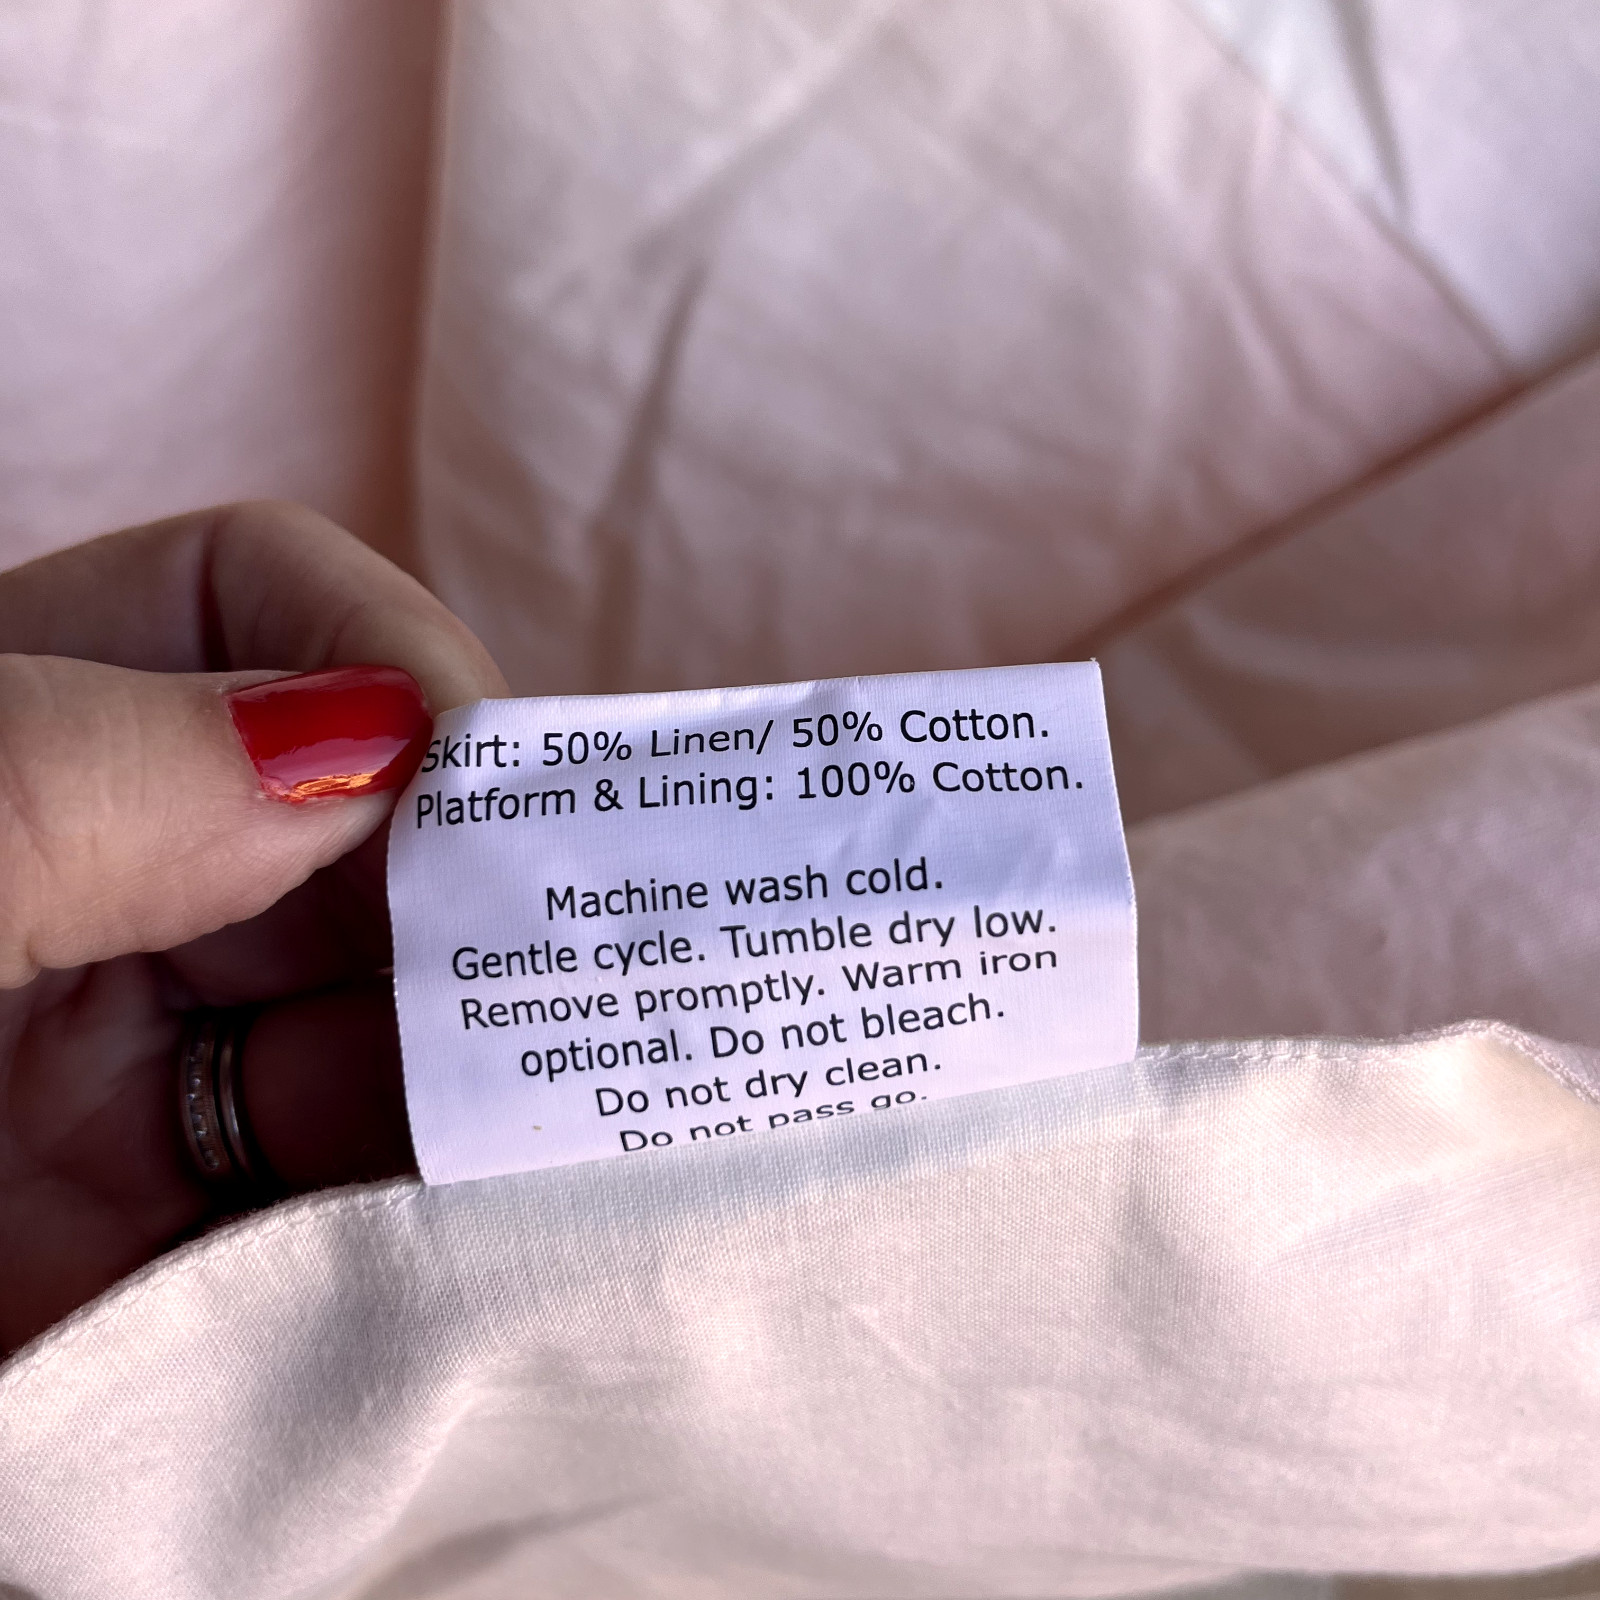 Skirt: 50% Linen/ 50% Cotton.
Platform & Lining: 100% Cotton.
Machine wash cold.
Gentle cycle. Tumble dry low.
Remove promptly. Warm iron
optional. Do not bleach.
Do not dry clean.
Do not pass go.